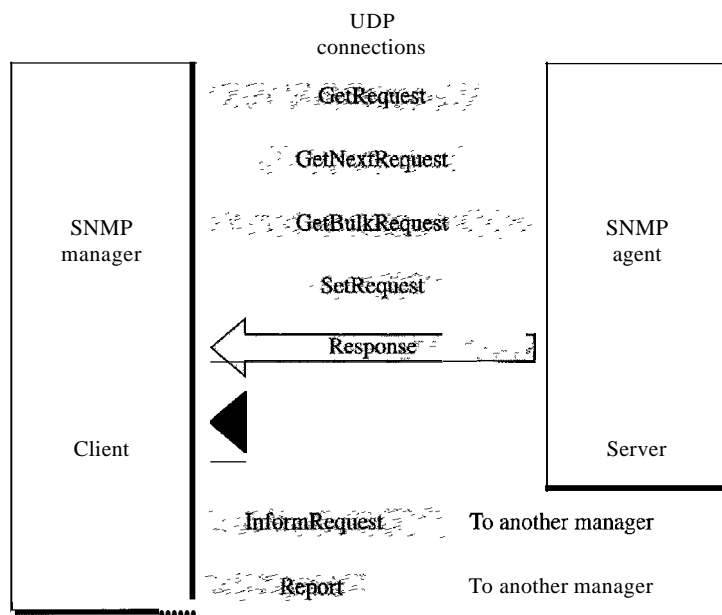 UDP
connections
GetRequest
GetNextRequest
GetBulkRequest
SNMP
manager
SNMP
agent
SetRequest
Response
Client
Server
InformRequest
To another manager
Report
To another manager